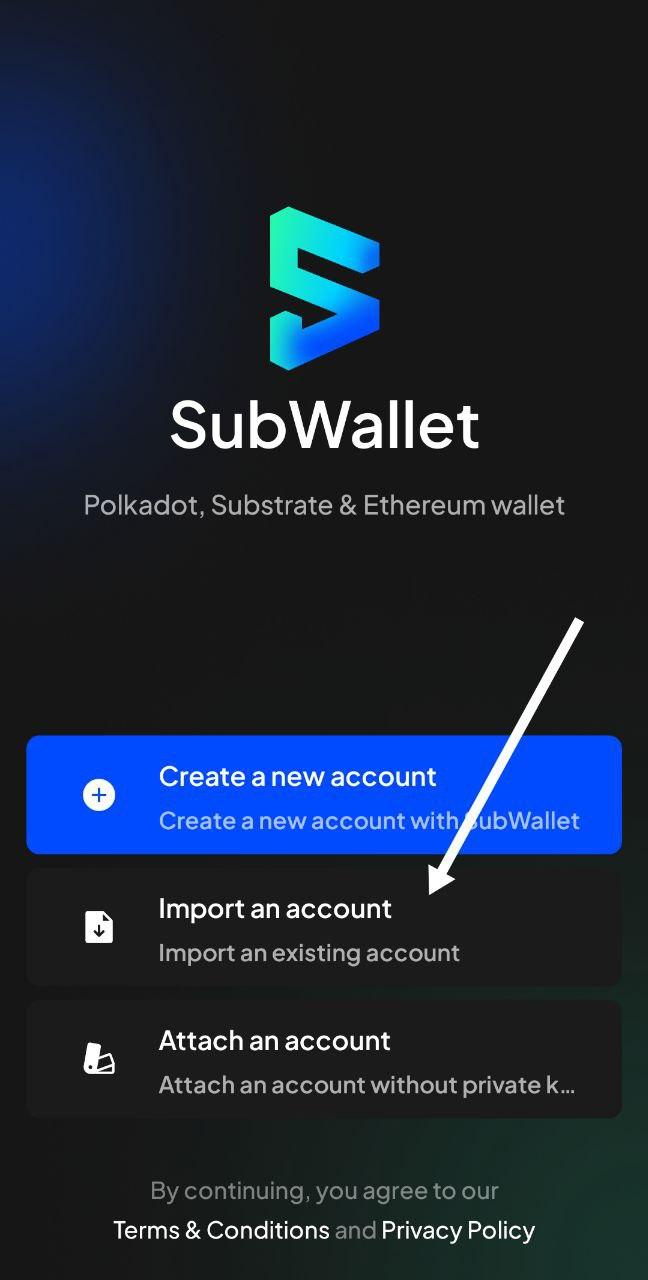 SubWallet
Polkadot, Substrate & Ethereum wallet
Create a new account
Create a new account with SubWallet
Import an account
Import an existing account
Attach an account
Attach an account without private k...
By continuing, you agree to our
Terms & Conditions and Privacy Policy